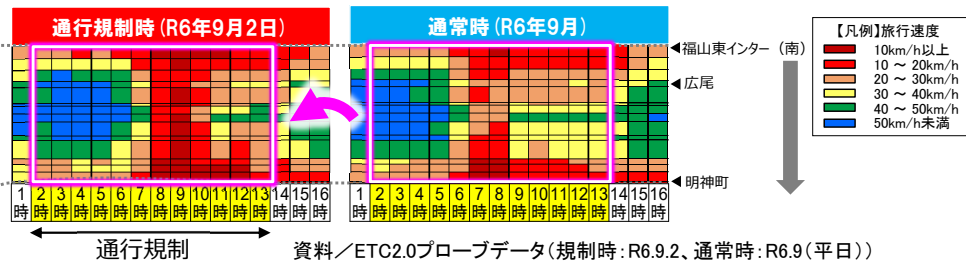 通行規制時(R6年9月2日)
通常時(R6年9月)
【凡例】旅行速度
10km/h以上
10 ～ 20km/h
20 ～ 30km/h
30 ～ 40km/h
40 ～ 50km/h
50km/h未満
福山東インター（南）
広尾
明神町
1時 2時 3時 4時 5時 6時 7時 8時 9時 10時 11時 12時 13時 14時 15時 16時
1時 2時 3時 4時 5時 6時 7時 8時 9時 10時 11時 12時 13時 14時 15時 16時
通行規制
資料／ETC2.0プローブデータ(規制時：R6.9.2、通常時：R6.9(平日))